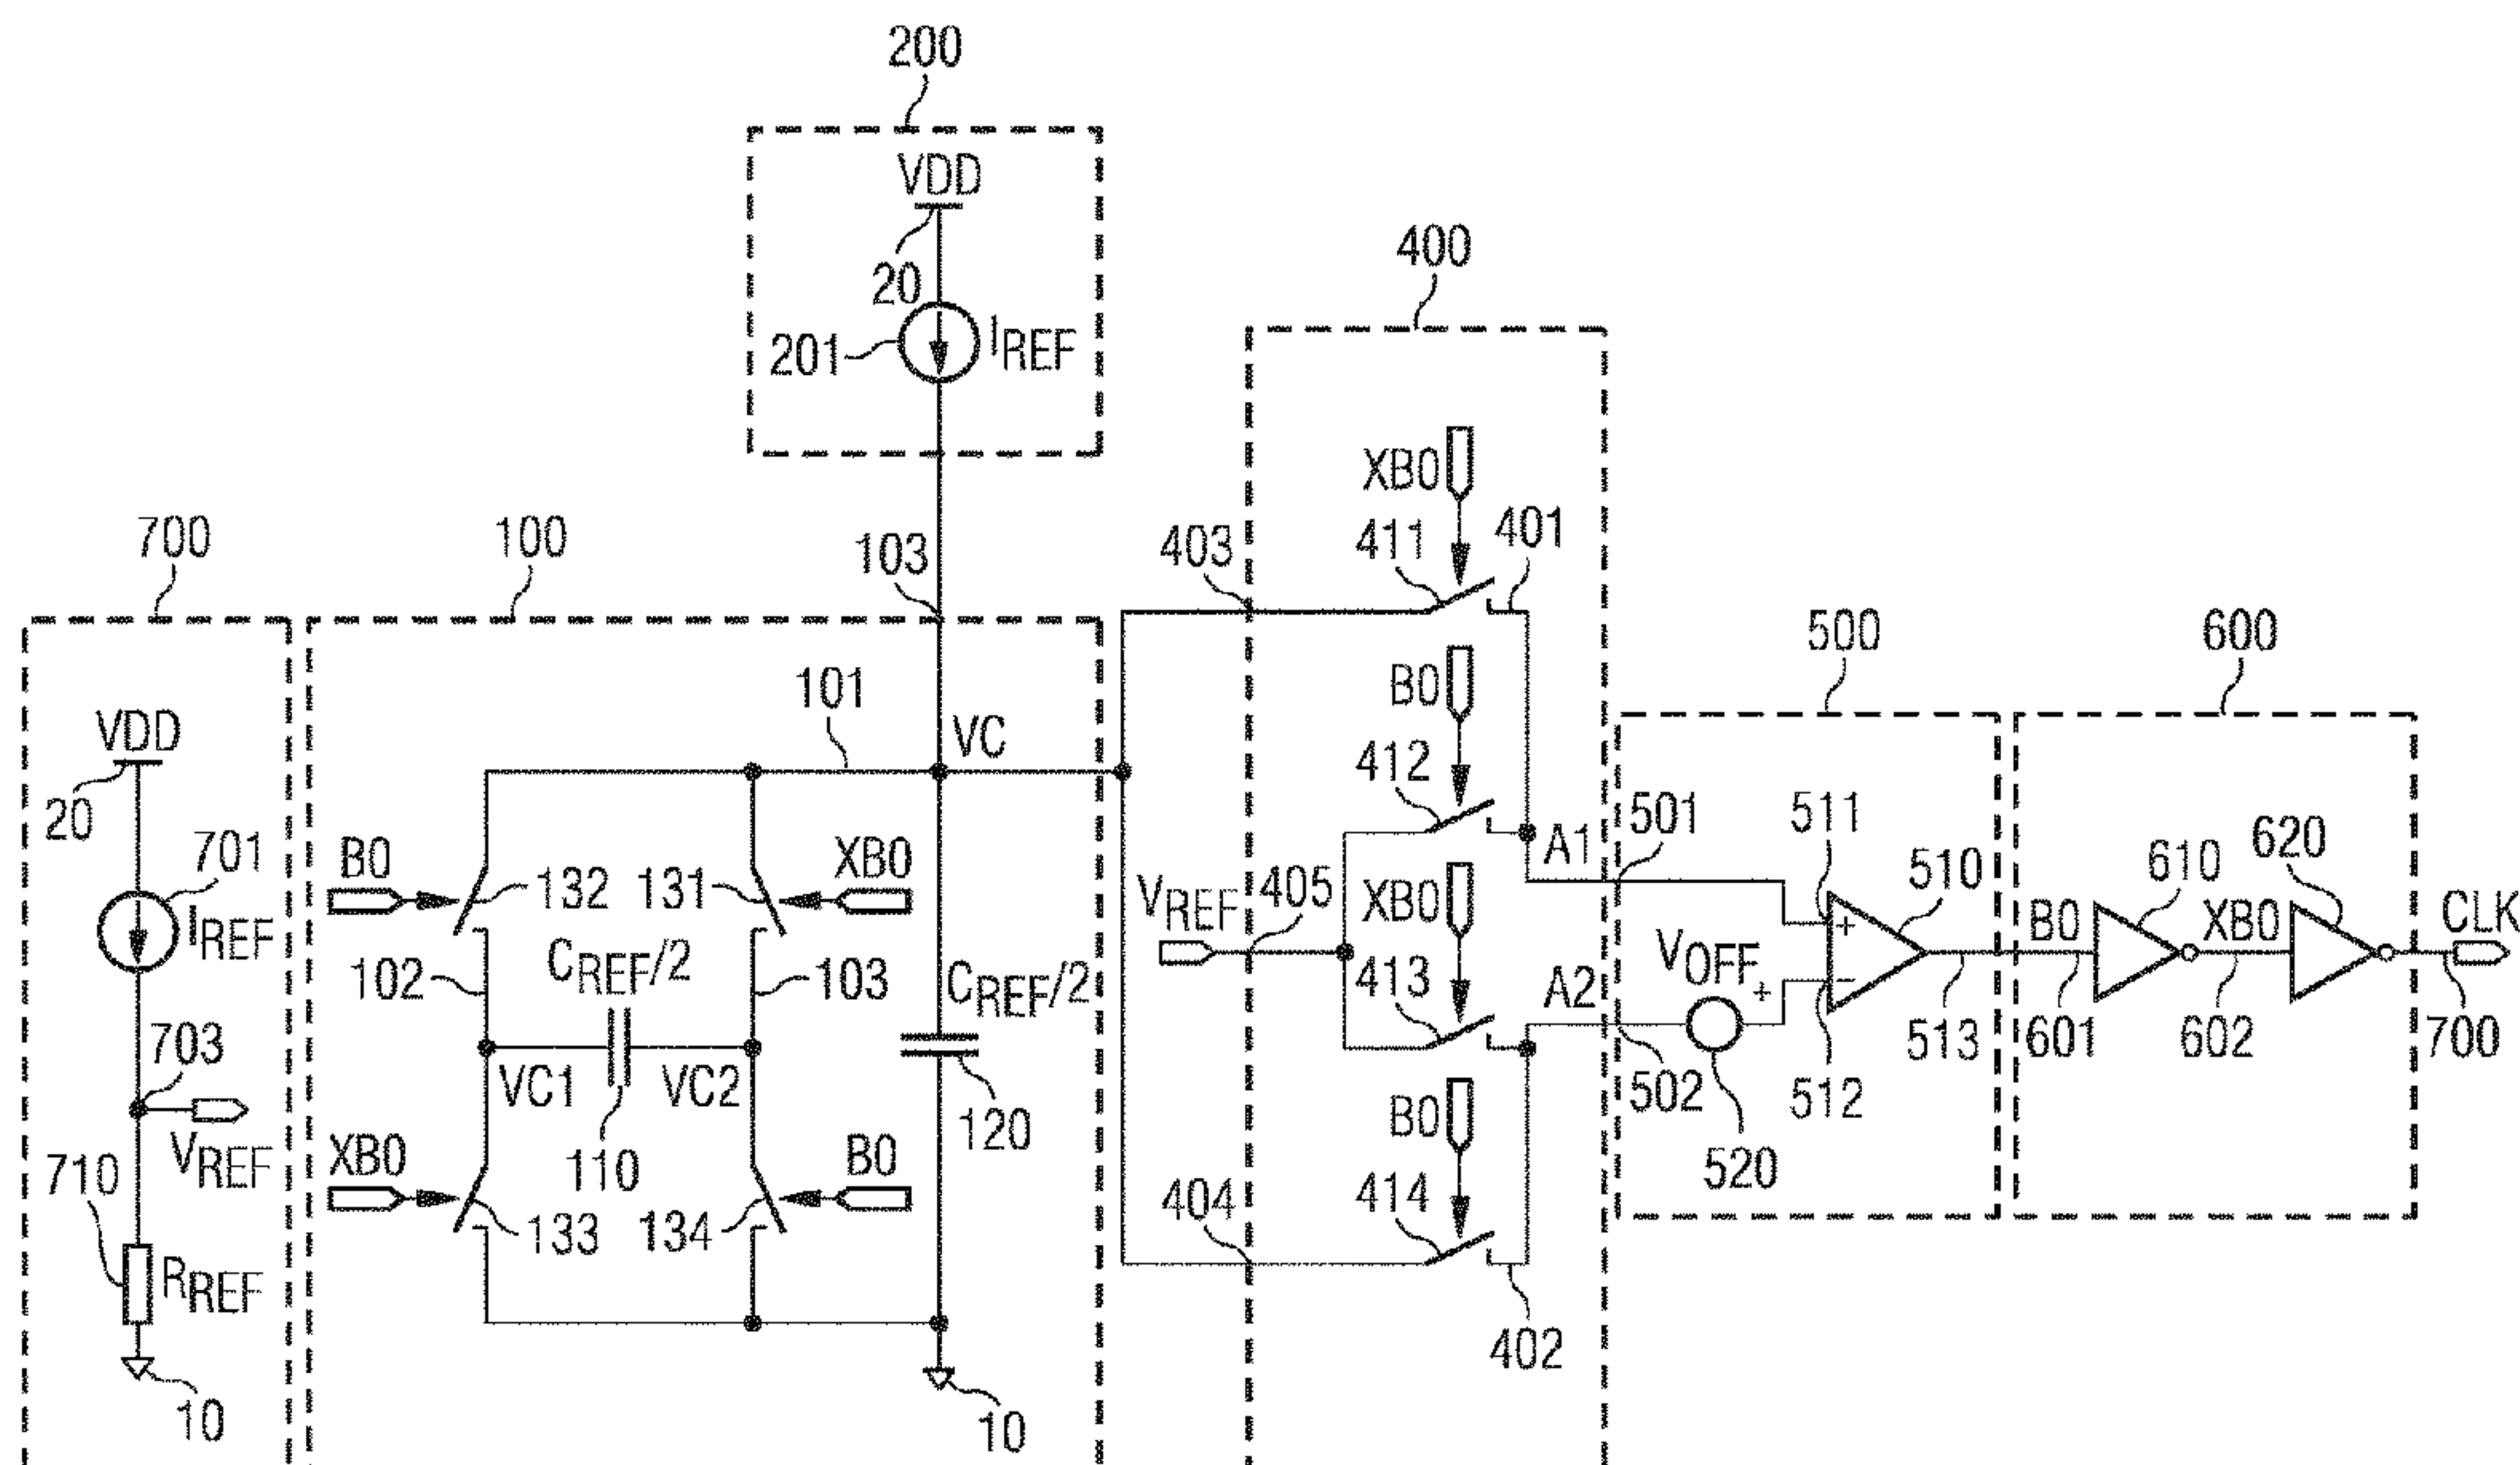 200
VDD
20
201
IREF
400
XB0
411
401
403
700
100
103
500
600
B0
412
101
VC
VDD
20
701
IREF
B0
132
131
XB0
VREF
405
A1
501
511
510
610
620
XB0
413
B0
XB0
CLK
102
CREF/2
103
CREF/2
A2
VOFF
+
+
−
703
VC1
VC2
120
502
512
513
601
602
700
VREF
710
XB0
110
B0
B0
520
RREF
133
134
404
414
402
10
10